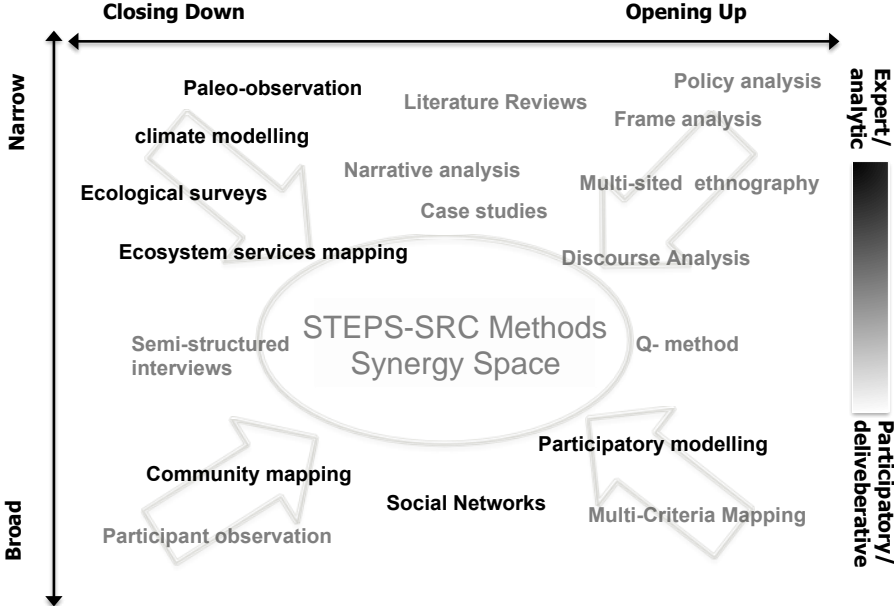 Closing Down
Opening Up
Narrow
Expert/
analytic
Paleo-observation
Policy analysis
Literature Reviews
Frame analysis
climate modelling
Narrative analysis
Multi-sited ethnography
Ecological surveys
Case studies
Ecosystem services mapping
Discourse Analysis
STEPS-SRC Methods
Synergy Space
Semi-structured
interviews
Q- method
Participatory modelling
Community mapping
Social Networks
Multi-Criteria Mapping
Participant observation
Broad
Participatory/
deliveberative